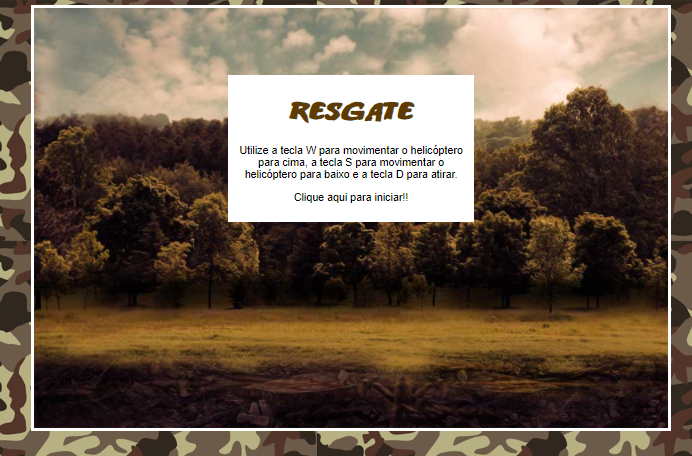 RESGATE
Utilize a tecla W para movimentar o helicóptero
para cima, a tecla S para movimentar o
helicóptero para baixo e a tecla D para atirar.
Clique aqui para iniciar!!